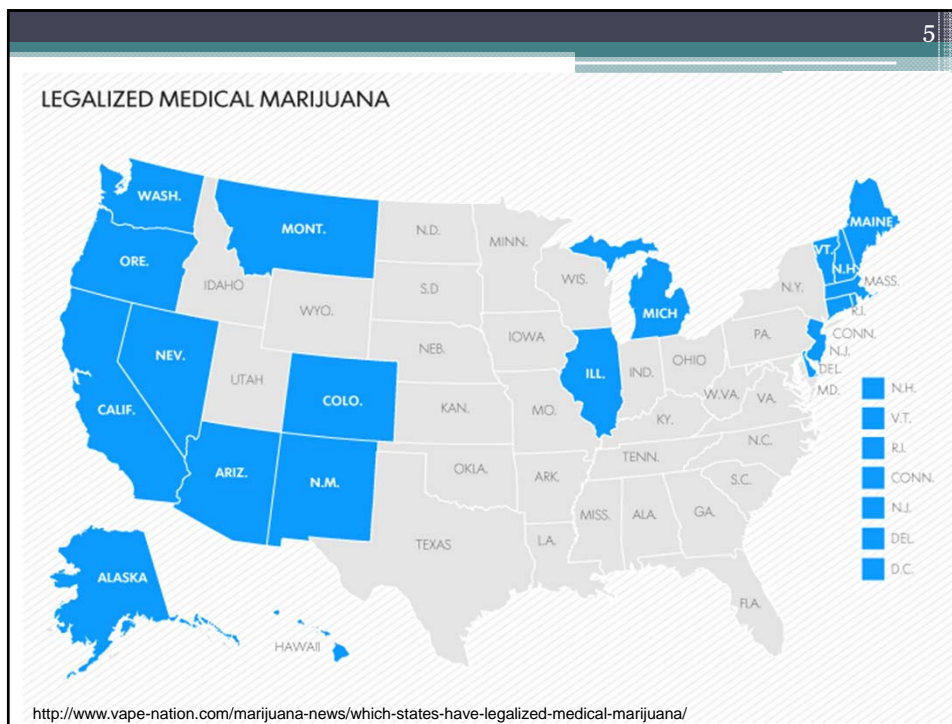 5
LEGALIZED MEDICAL MARIJUANA
WASH.
MONT.
N.D.
MINN.
MAINE
ORE.
IDAHO
S.D
WIS.
VT.
N.H
MASS.
N.Y.
WYO.
MICH
R.I.
CONN.
NEV.
NEB.
IOWA
PA.
N.J.
UTAH
COLO.
ILL.
IND.
OHIO
DEL.
MD.
CALIF.
KAN.
MO.
W.VA.
VA.
KY.
N.C.
ARIZ.
N.M.
OKLA.
ARK.
TENN.
S.C.
TEXAS
LA.
MISS.
ALA.
GA.
FLA.
ALASKA
HAWAII
N.H.
V.T.
R.I.
CONN.
N.J.
DEL.
D.C.
http://www.vape-nation.com/marijuana-news/which-states-have-legalized-medical-marijuana/